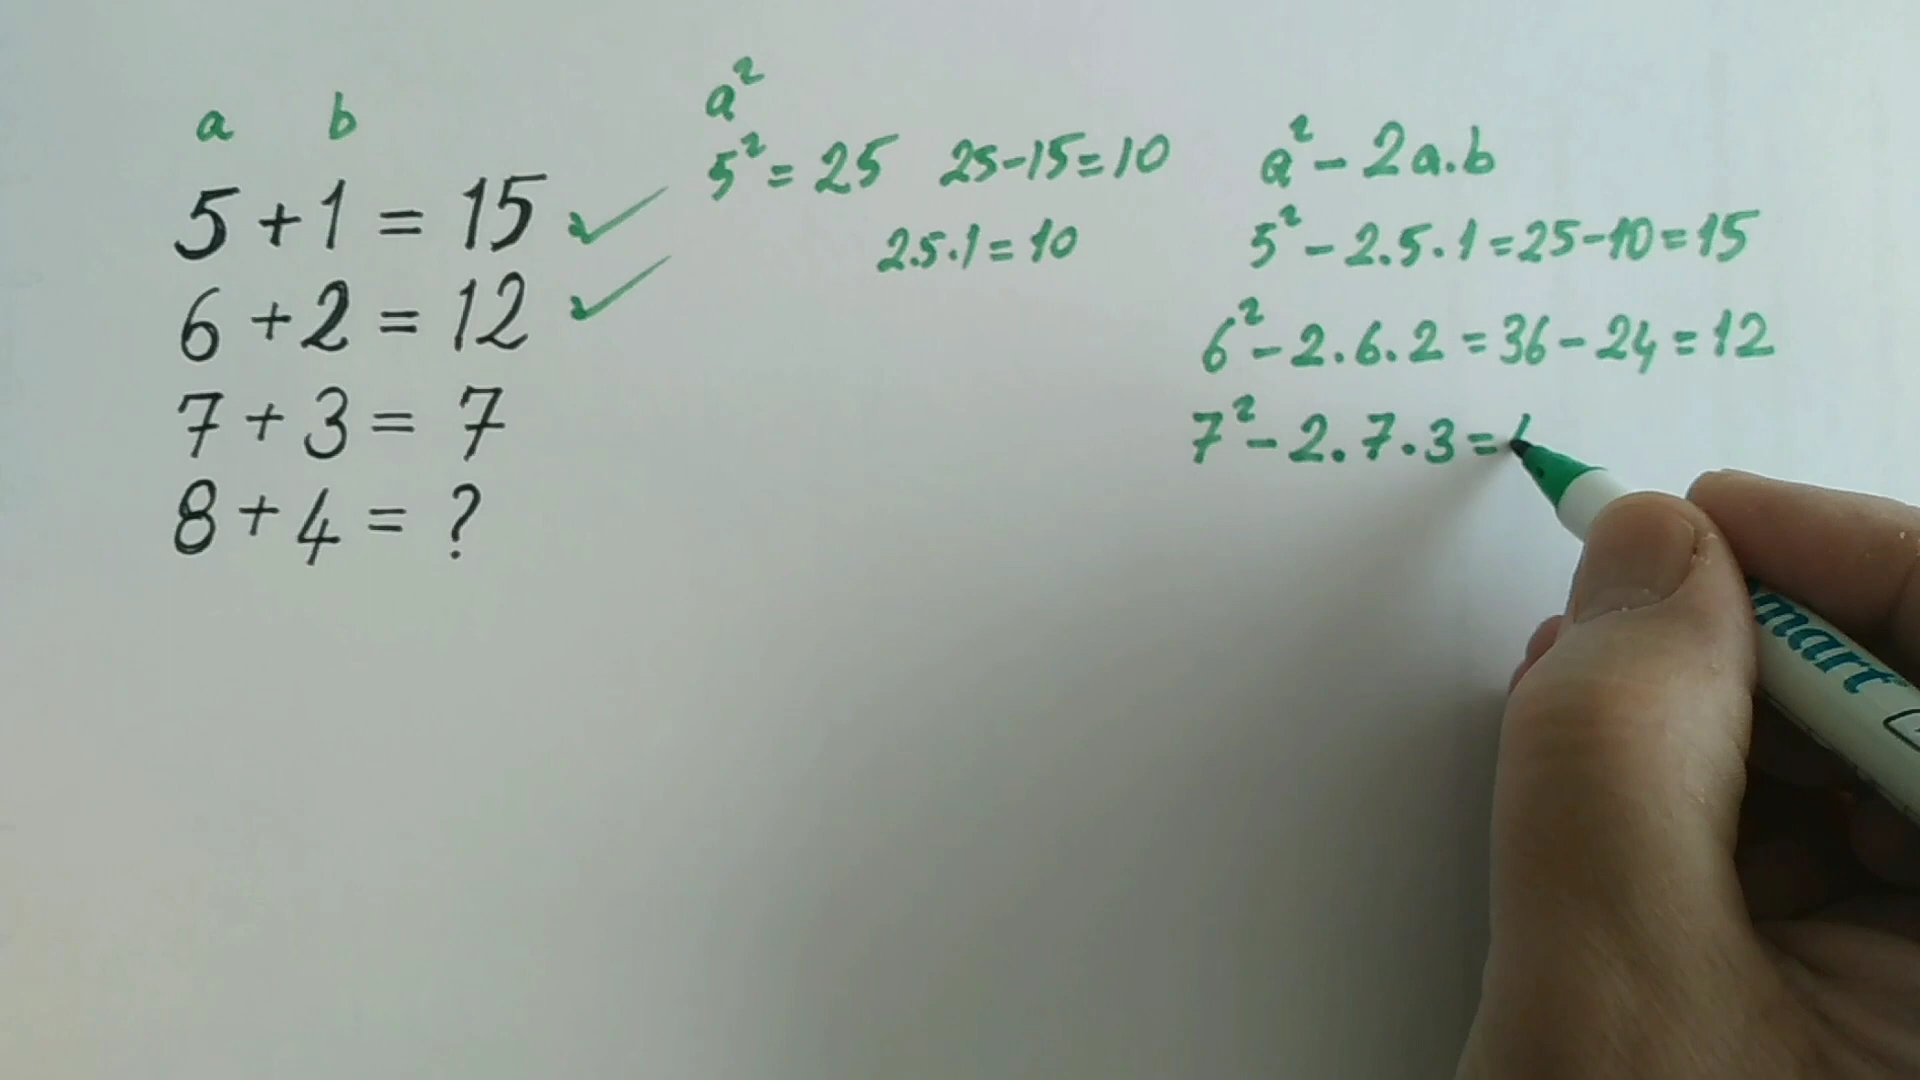 a b
5 + 1 = 15
6 + 2 = 12
7 + 3 = 7
8 + 4 = ?
a²
5² = 25 25-15=10
2.5.1=10
a² - 2a.b
5² - 2.5.1=25-10=15
6² - 2.6.2 = 36 - 24 = 12
7² - 2.7.3 =
mart